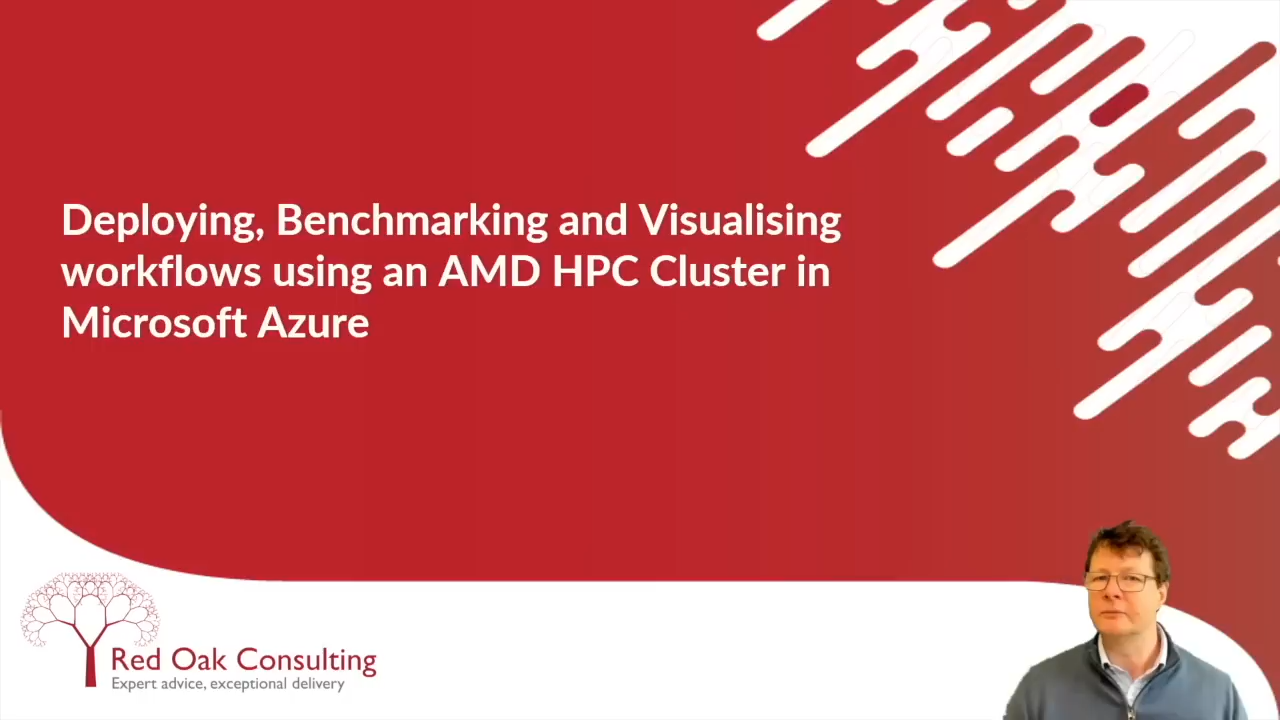 Deploying, Benchmarking and Visualising
workflows using an AMD HPC Cluster in
Microsoft Azure
Red Oak Consulting
Expert advice, exceptional delivery